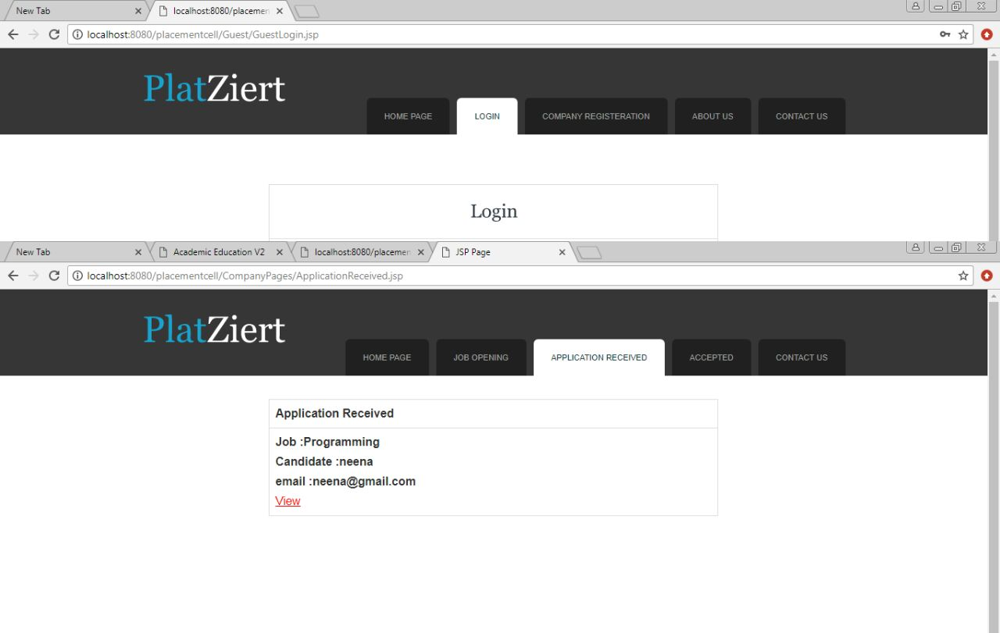 New Tab
localhost:8080/placemen
localhost:8080/placementcell/Guest/GuestLogin.jsp
PlatZiert
HOME PAGE LOGIN COMPANY REGISTERATION ABOUT US CONTACT US
Login
New Tab Academic Education V2 localhost:8080/placemen JSP Page
localhost:8080/placementcell/CompanyPages/ApplicationReceived.jsp
PlatZiert
HOME PAGE JOB OPENING APPLICATION RECEIVED ACCEPTED CONTACT US
Application Received
Job :Programming
Candidate :neena
email :neena@gmail.com
View